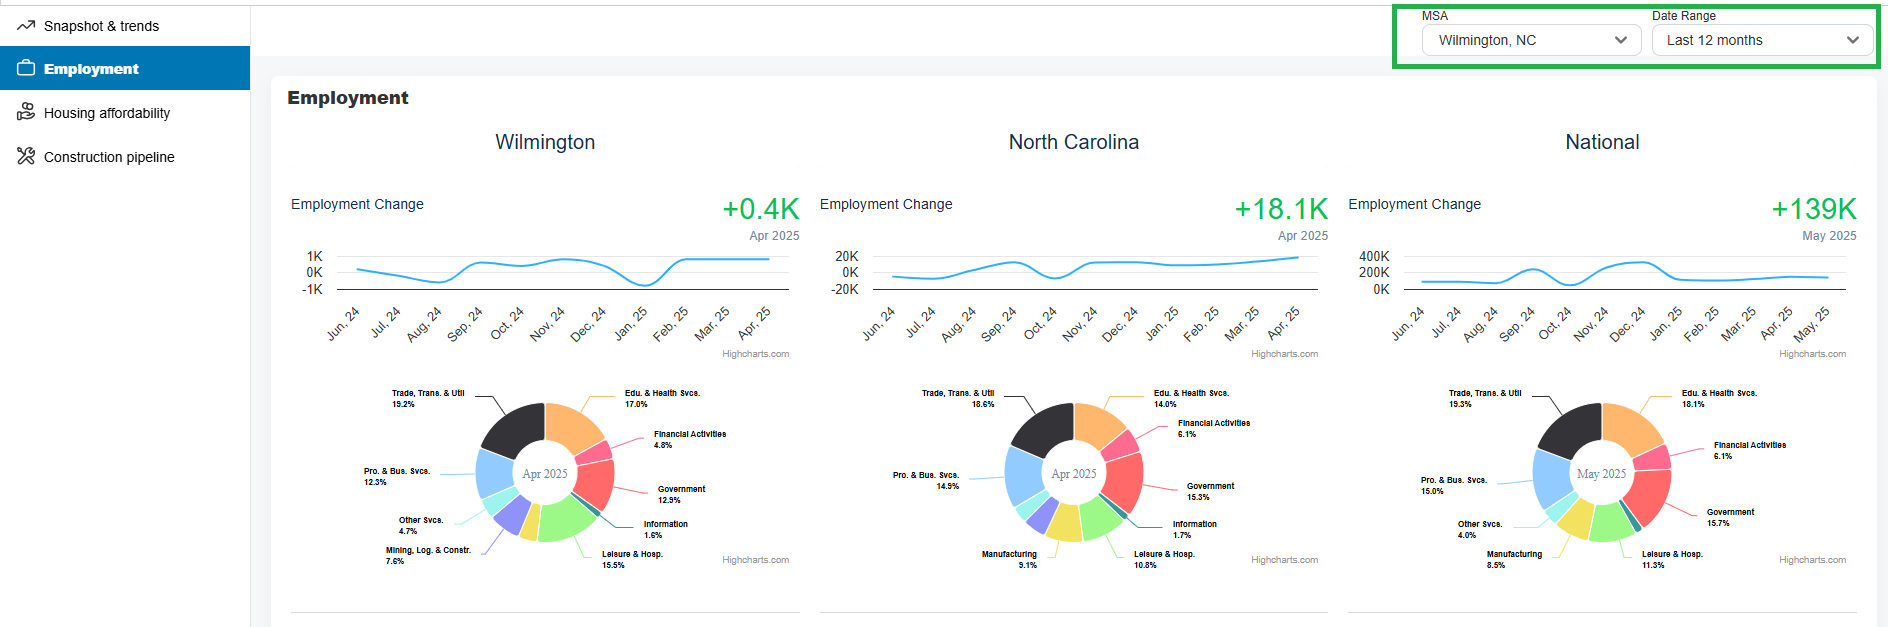 Snapshot & trends
Employment
Housing affordability
Construction pipeline
MSA
Wilmington, NC
Date Range
Last 12 months
Employment
Wilmington
Employment Change
+0.4K
Apr 2025
1K
0K
-1K
Jun, 24
Jul, 24
Aug, 24
Sep, 24
Oct, 24
Nov, 24
Dec, 24
Jan, 25
Feb, 25
Mar, 25
Apr, 25
Highcharts.com
Trade, Trans. & Util
19.2%
Edu. & Health Svcs.
17.0%
Financial Activities
4.8%
Pro. & Bus. Svcs.
12.3%
Apr 2025
Government
12.9%
Other Svcs.
4.7%
Information
1.6%
Mining, Log. & Constr.
7.6%
Leisure & Hosp.
15.5%
Highcharts.com
North Carolina
Employment Change
+18.1K
Apr 2025
20K
0K
-20K
Jun, 24
Jul, 24
Aug, 24
Sep, 24
Oct, 24
Nov, 24
Dec, 24
Jan, 25
Feb, 25
Mar, 25
Apr, 25
Highcharts.com
Trade, Trans. & Util
18.6%
Edu. & Health Svcs.
14.0%
Financial Activities
6.1%
Pro. & Bus. Svcs.
14.9%
Apr 2025
Government
15.3%
Information
1.7%
Manufacturing
9.1%
Leisure & Hosp.
10.8%
Highcharts.com
National
Employment Change
+139K
May 2025
400K
200K
0K
Jun, 24
Jul, 24
Aug, 24
Sep, 24
Oct, 24
Nov, 24
Dec, 24
Jan, 25
Feb, 25
Mar, 25
Apr, 25
May, 25
Highcharts.com
Trade, Trans. & Util
19.3%
Edu. & Health Svcs.
18.1%
Financial Activities
6.1%
Pro. & Bus. Svcs.
15.0%
May 2025
Government
15.7%
Other Svcs.
4.0%
Manufacturing
8.5%
Leisure & Hosp.
11.3%
Highcharts.com